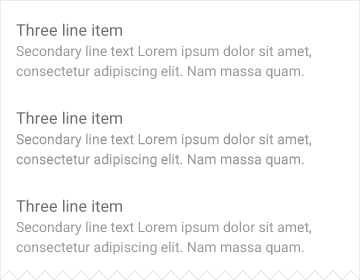 Three line item
Secondary line text Lorem ipsum dolor sit amet,
consectetur adipiscing elit. Nam massa quam.
Three line item
Secondary line text Lorem ipsum dolor sit amet,
consectetur adipiscing elit. Nam massa quam.
Three line item
Secondary line text Lorem ipsum dolor sit amet,
consectetur adipiscing elit. Nam massa quam.